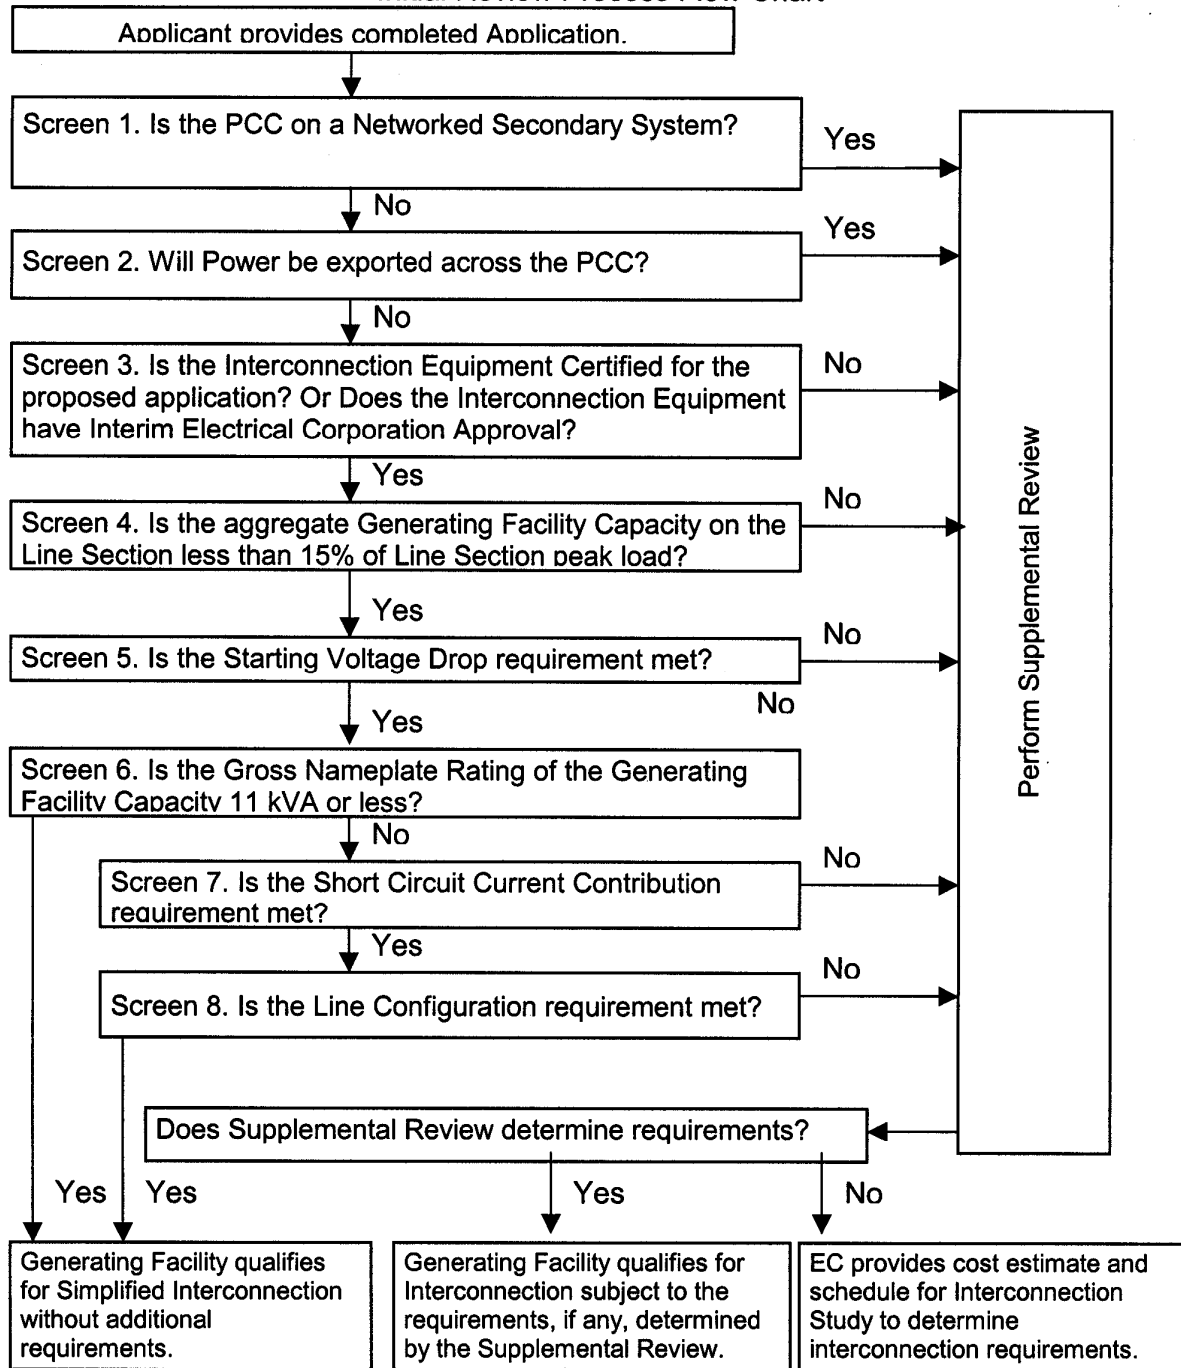 Initial Review Process Flow Chart
Applicant provides completed Application.
Screen 1. Is the PCC on a Networked Secondary System?
Yes
No
Yes
Screen 2. Will Power be exported across the PCC?
No
Screen 3. Is the Interconnection Equipment Certified for the
proposed application? Or Does the Interconnection Equipment
have Interim Electrical Corporation Approval?
No
Yes
Screen 4. Is the aggregate Generating Facility Capacity on the
Line Section less than 15% of Line Section peak load?
No
Yes
Screen 5. Is the Starting Voltage Drop requirement met?
No
No
Yes
Screen 6. Is the Gross Nameplate Rating of the Generating
Facility Capacity 11 kVA or less?
No
Screen 7. Is the Short Circuit Current Contribution
requirement met?
No
Yes
Screen 8. Is the Line Configuration requirement met?
No
Perform Supplemental Review
Does Supplemental Review determine requirements?
Yes
Yes
Yes
No
Generating Facility qualifies
for Simplified Interconnection
without additional
requirements.
Generating Facility qualifies for
Interconnection subject to the
requirements, if any, determined
by the Supplemental Review.
EC provides cost estimate and
schedule for Interconnection
Study to determine
interconnection requirements.